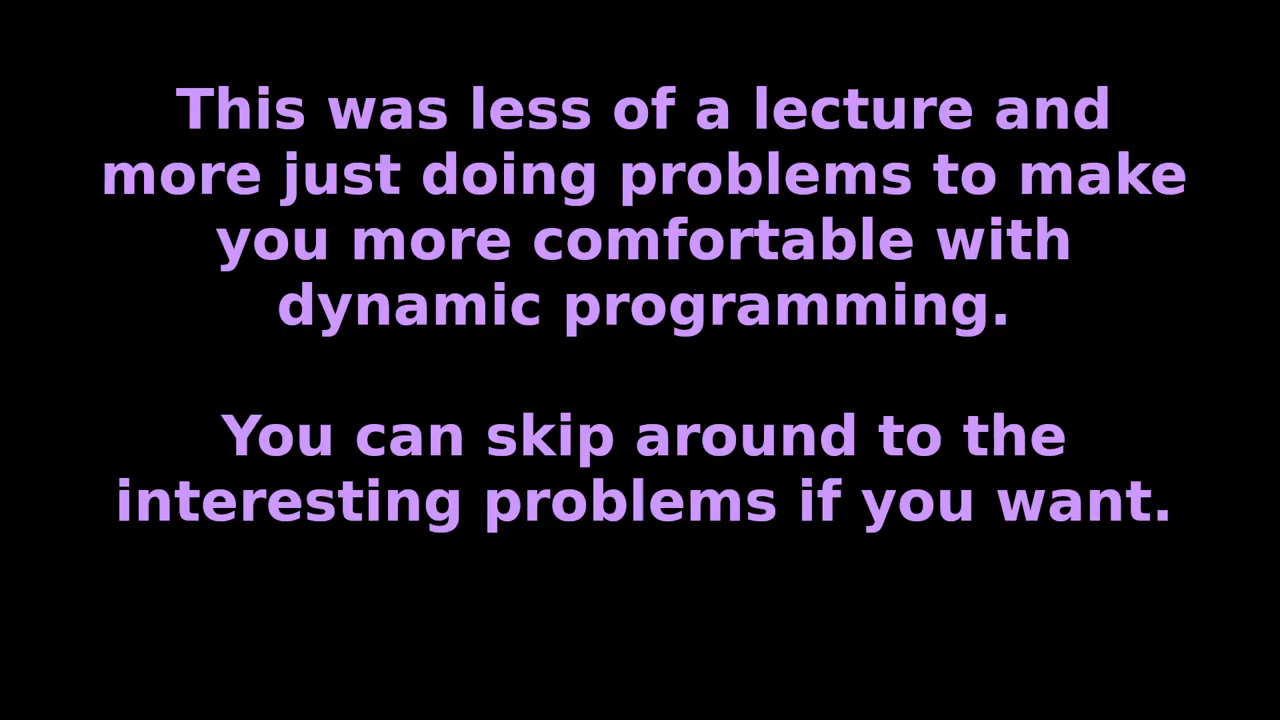 This was less of a lecture and
more just doing problems to make
you more comfortable with
dynamic programming.
You can skip around to the
interesting problems if you want.